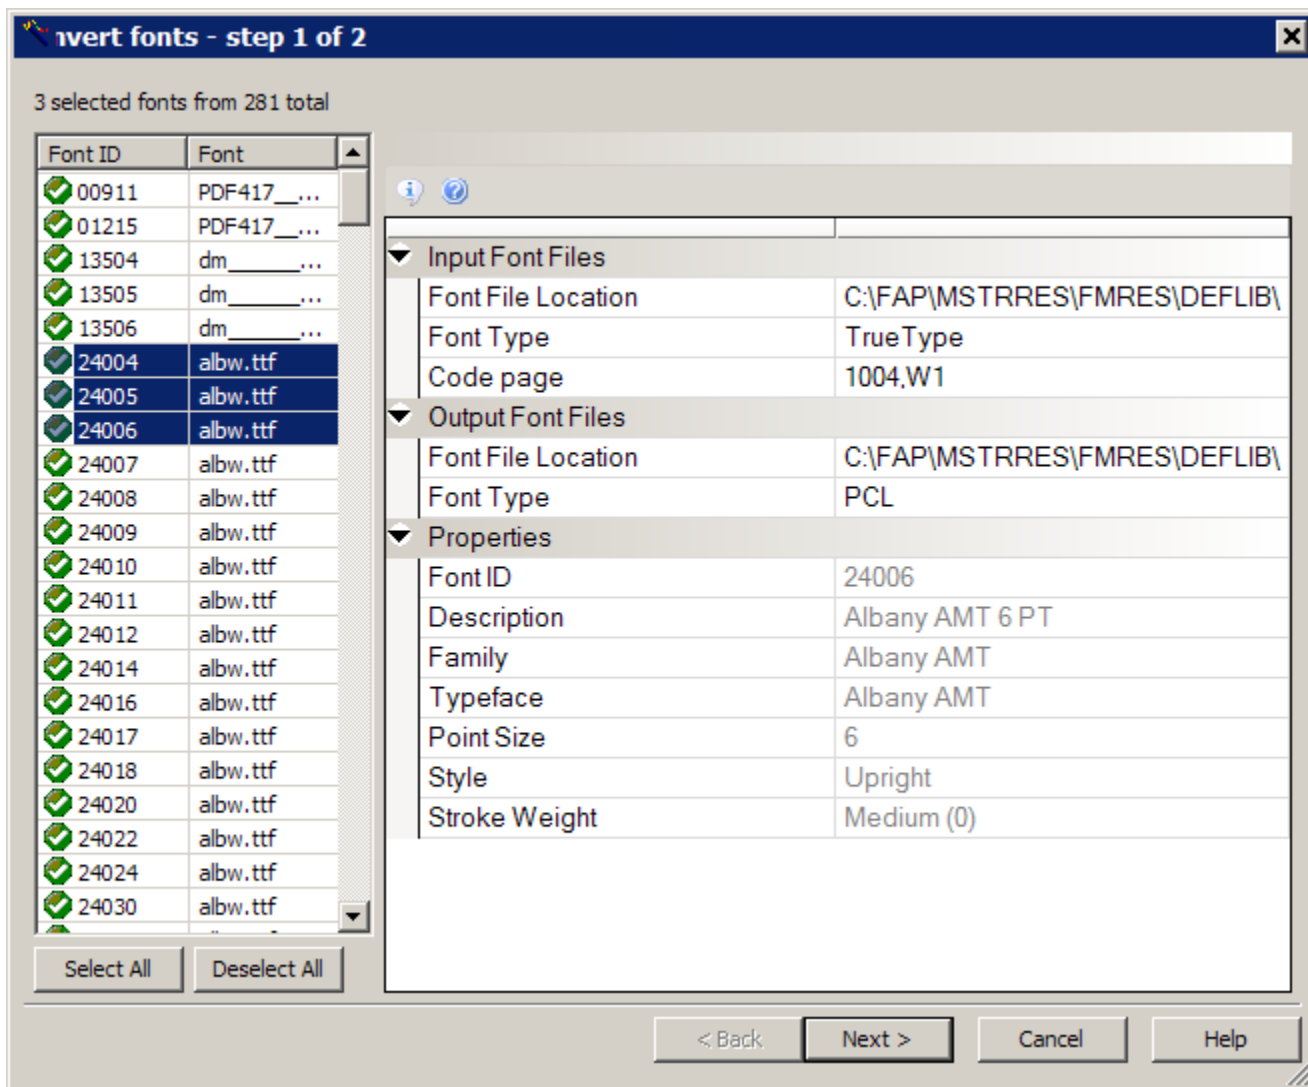 nvert fonts - step 1 of 2
3 selected fonts from 281 total
Font ID Font
00911 PDF417__...
01215 PDF417__...
13504 dm______...
13505 dm______...
13506 dm______...
24004 albw.ttf
24005 albw.ttf
24006 albw.ttf
24007 albw.ttf
24008 albw.ttf
24009 albw.ttf
24010 albw.ttf
24011 albw.ttf
24012 albw.ttf
24014 albw.ttf
24016 albw.ttf
24017 albw.ttf
24018 albw.ttf
24020 albw.ttf
24022 albw.ttf
24024 albw.ttf
24030 albw.ttf
Select All Deselect All
Input Font Files
Font File Location C:\FAP\MSTRRES\FMRES\DEFLIB\
Font Type TrueType
Code page 1004,W1
Output Font Files
Font File Location C:\FAP\MSTRRES\FMRES\DEFLIB\
Font Type PCL
Properties
Font ID 24006
Description Albany AMT 6 PT
Family Albany AMT
Typeface Albany AMT
Point Size 6
Style Upright
Stroke Weight Medium (0)
< Back Next > Cancel Help